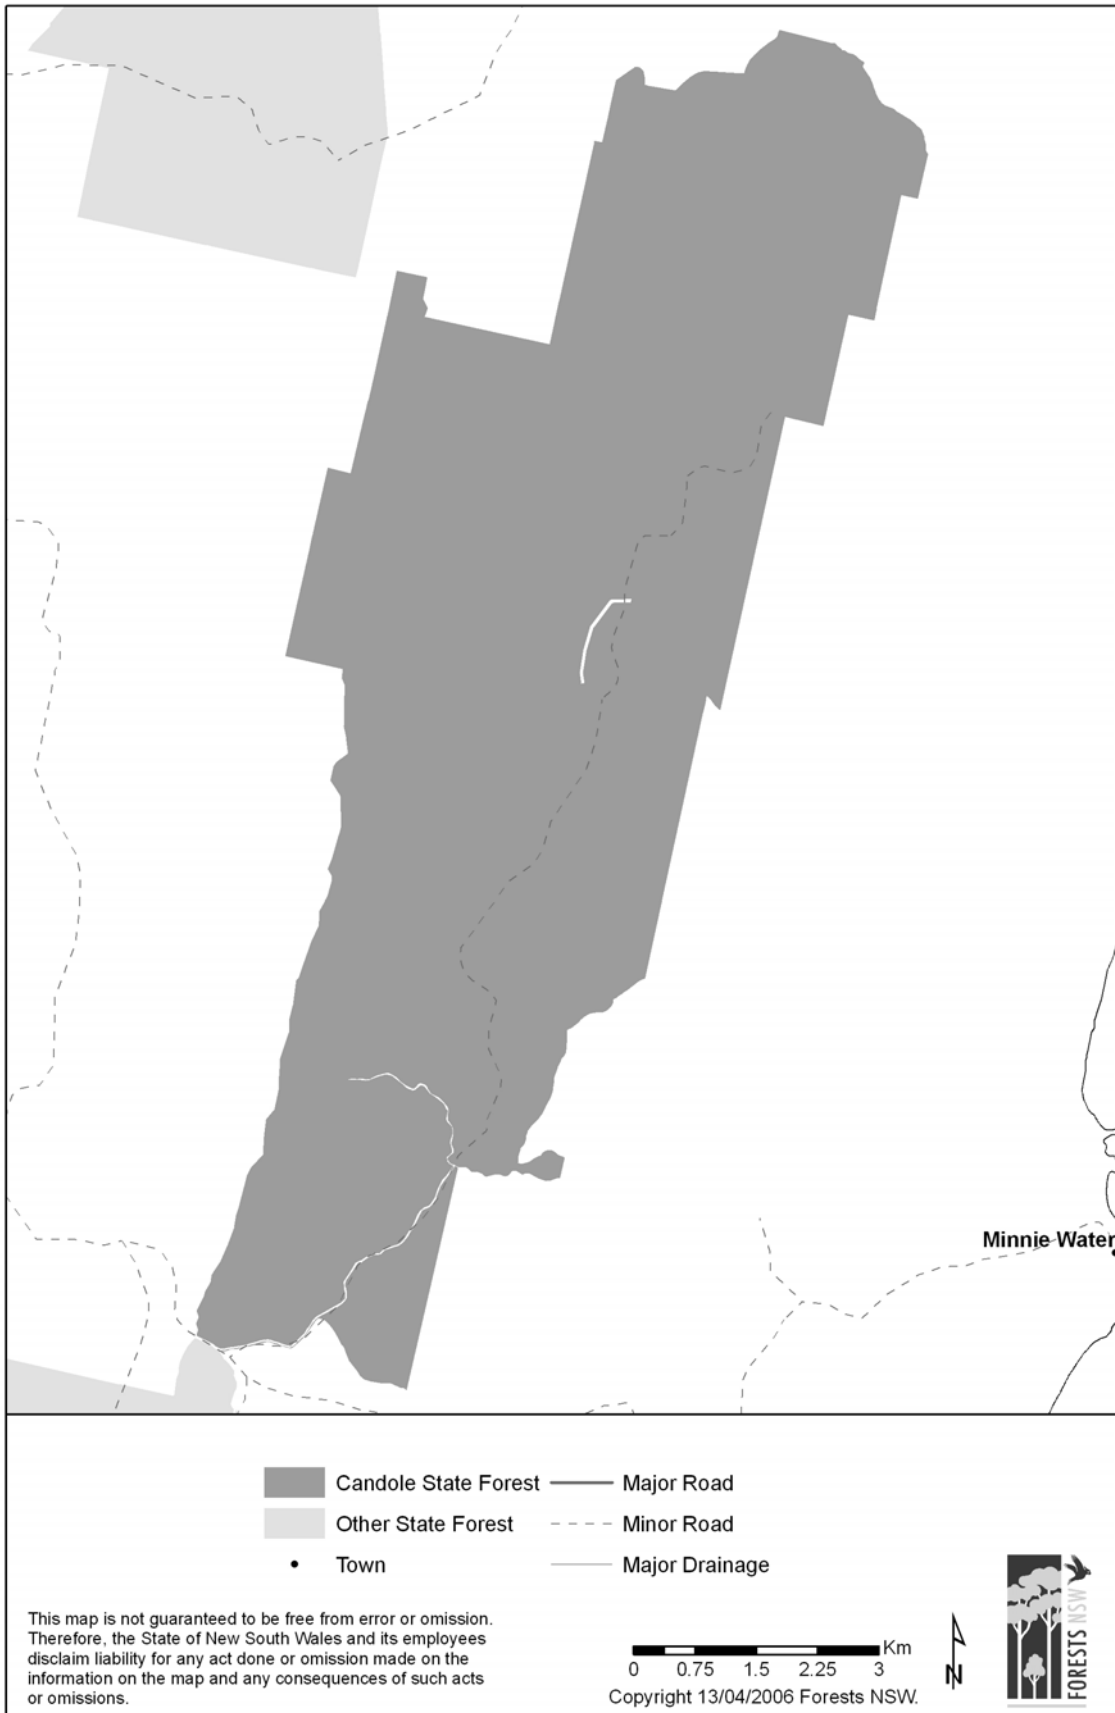 Minnie Water
Candole State Forest
Major Road
Other State Forest
Minor Road
Town
Major Drainage
This map is not guaranteed to be free from error or omission.
Therefore, the State of New South Wales and its employees
disclaim liability for any act done or omission made on the
information on the map and any consequences of such acts
or omissions.
Km
0 0.75 1.5 2.25 3
Copyright 13/04/2006 Forests NSW.
N
FORESTS NSW